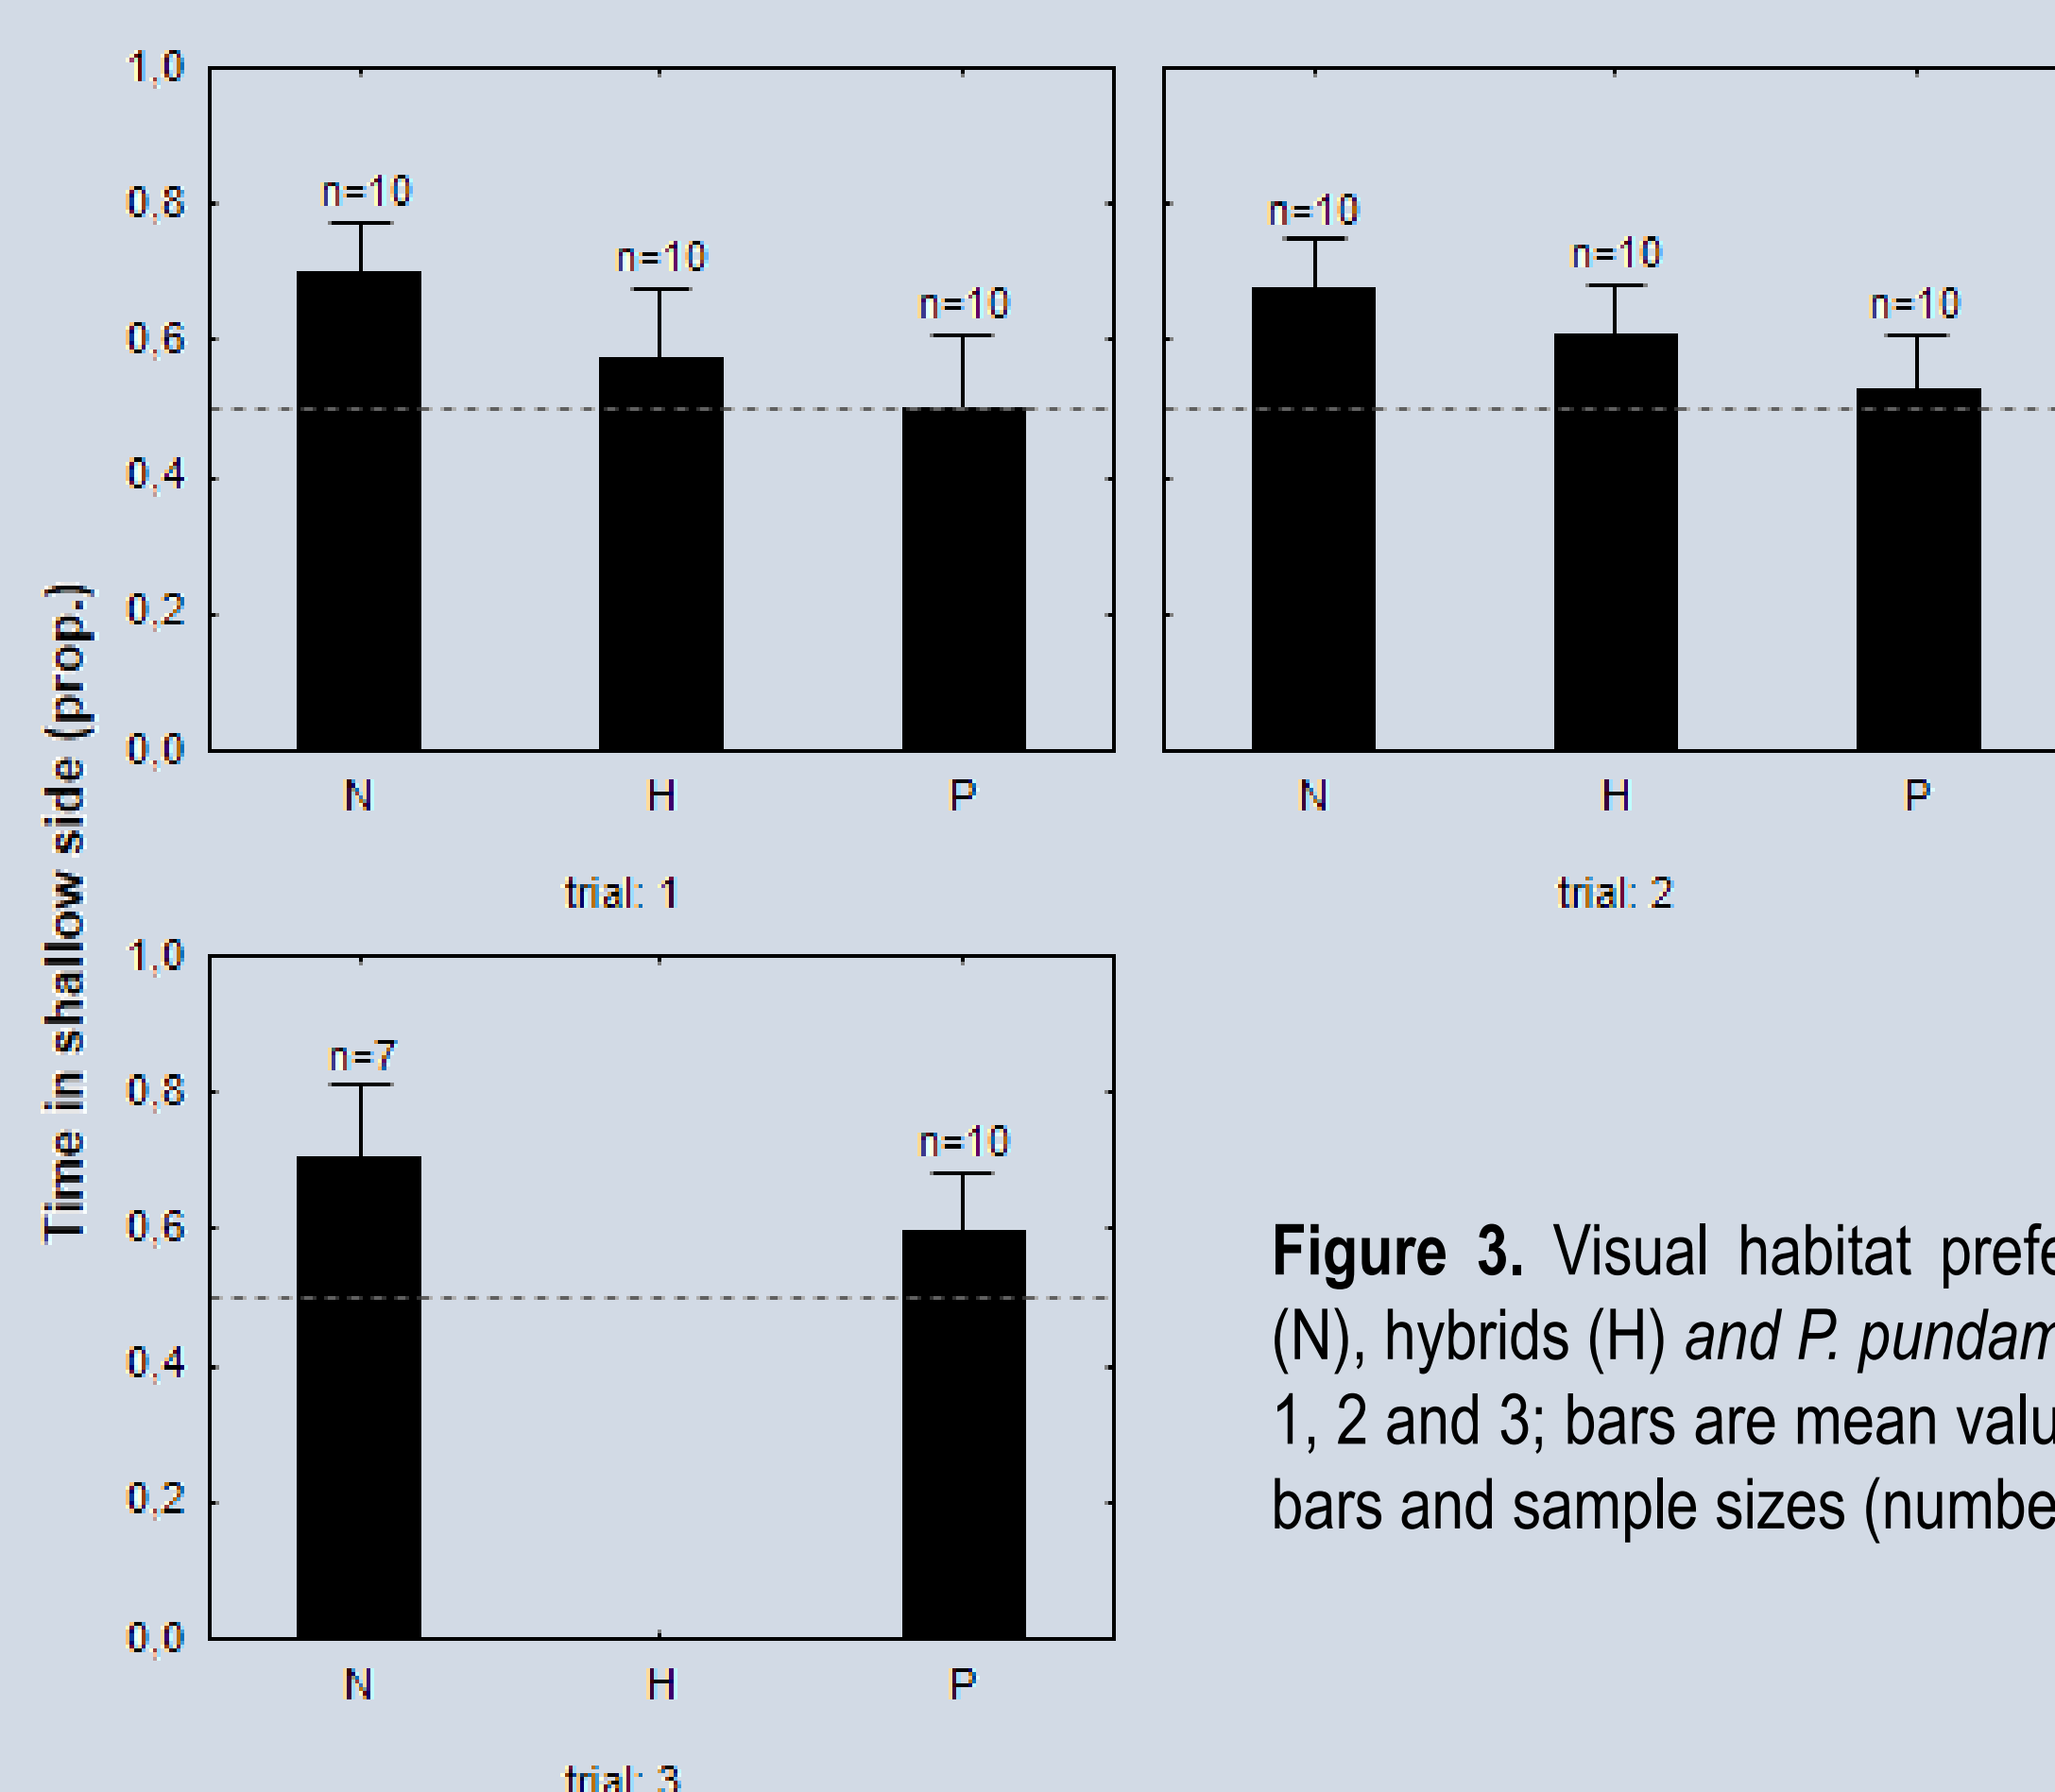 Time in shallow side (prop.)
1,0
0,8
0,6
0,4
0,2
0,0
n=10
n=10
n=10
N H P
trial: 1
n=10
n=10
n=10
N H P
trial: 2
1,0
0,8
0,6
0,4
0,2
0,0
n=7
n=10
N H P
trial: 3
Figure 3. Visual habitat prefe
(N), hybrids (H) and P. pundam
1, 2 and 3; bars are mean valu
bars and sample sizes (numbe